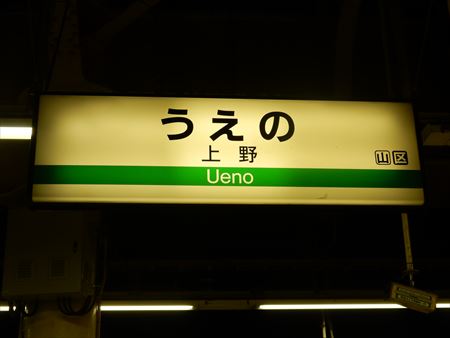 うえの
上野
山 区
Ueno